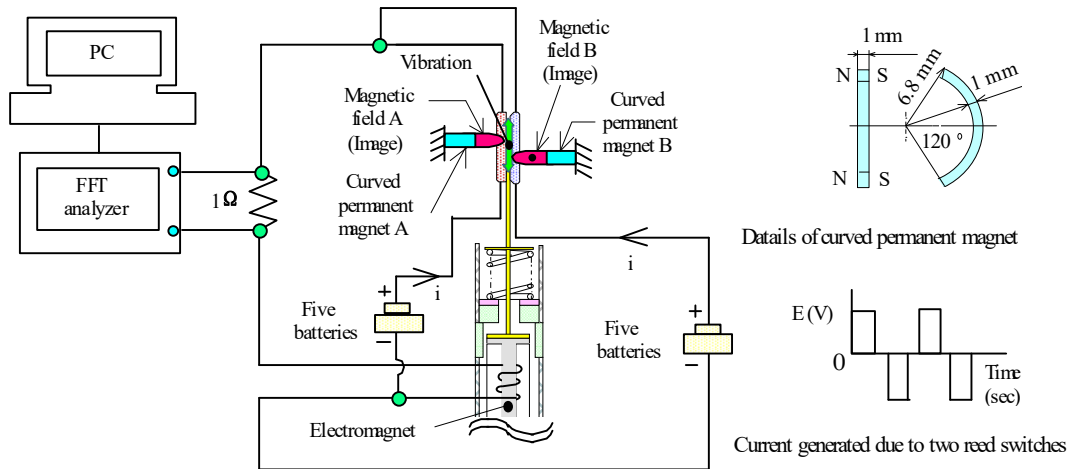 PC
FFT
analyzer
1Ω
Vibration
Magnetic
field A
(Image)
Magnetic
field B
(Image)
Curved
permanent
magnet B
Curved
permanent
magnet A
i
i
+
−
Five
batteries
Five
batteries
+
−
Electromagnet
1 mm
N S
N S
6.8 mm
1 mm
120 °
Datails of curved permanent magnet
E (V)
0
Time
(sec)
Current generated due to two reed switches